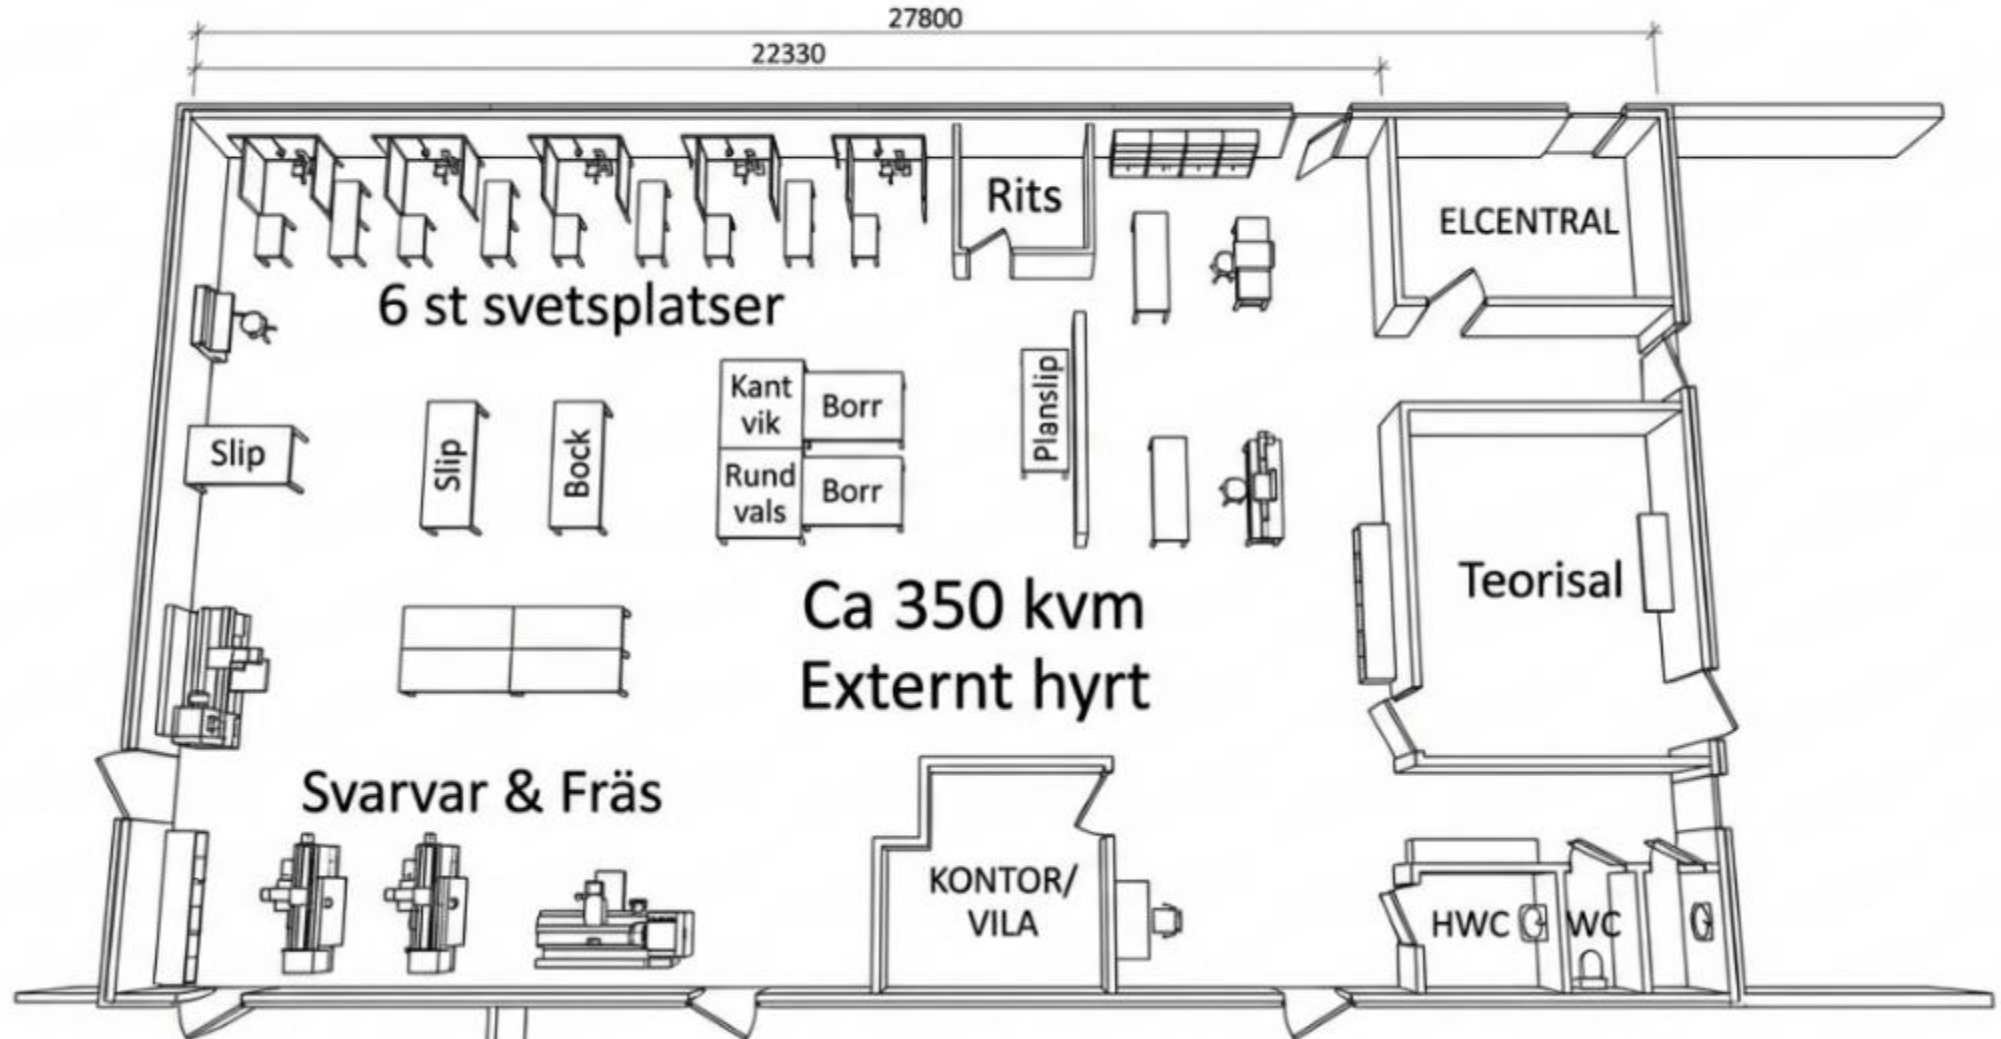 27800
22330
Rits
ELCENTRAL
6 st svetsplatser
Kant
vik
Borr
Planslip
Slip
Slip
Bock
Rund
vals
Borr
Ca 350 kvm
Externt hyrt
Teorisal
Svarvar & Fräs
KONTOR/
VILA
HWC
WC